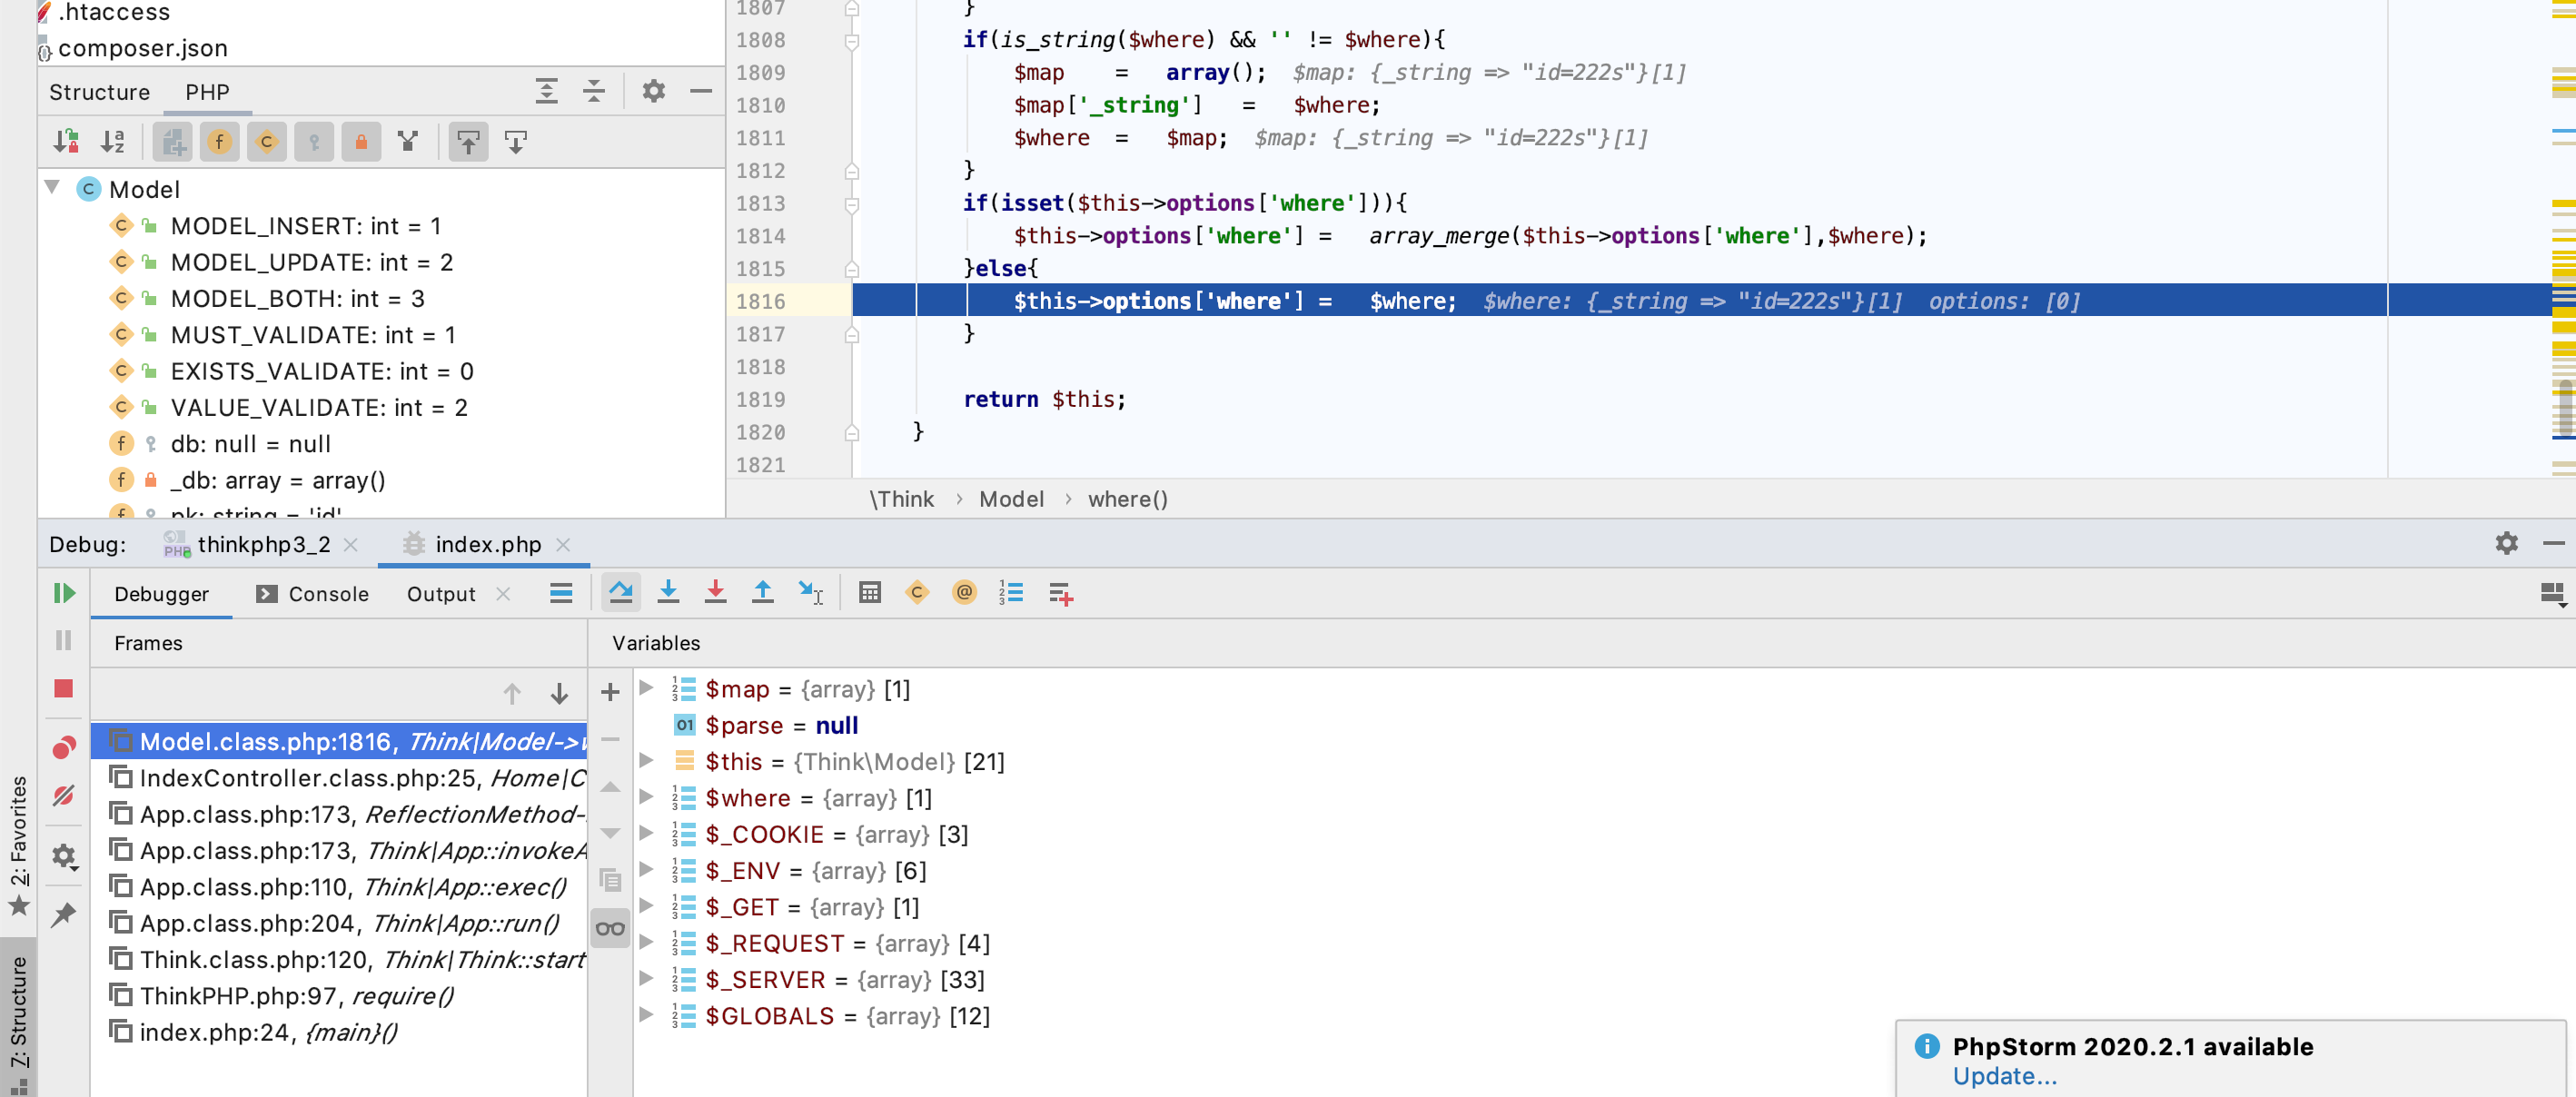 .htaccess
composer.json
Structure PHP
Model
MODEL_INSERT: int = 1
MODEL_UPDATE: int = 2
MODEL_BOTH: int = 3
MUST_VALIDATE: int = 1
EXISTS_VALIDATE: int = 0
VALUE_VALIDATE: int = 2
db: null = null
_db: array = array()
pk: string = 'id'
1807 }
1808 if(is_string($where) && '' != $where){
1809 $map = array(); $map: {_string => "id=222s"}[1]
1810 $map['_string'] = $where;
1811 $where = $map; $map: {_string => "id=222s"}[1]
1812 }
1813 if(isset($this->options['where'])){
1814 $this->options['where'] = array_merge($this->options['where'],$where);
1815 }else{
1816 $this->options['where'] = $where; $where: {_string => "id=222s"}[1] options: [0]
1817 }
1818
1819 return $this;
1820 }
1821
\Think › Model › where()
Debug: thinkphp3_2 index.php
Debugger Console Output
Frames
Model.class.php:1816, Think|Model->w
IndexController.class.php:25, Home|C
App.class.php:173, ReflectionMethod-
App.class.php:173, Think|App::invokeA
App.class.php:110, Think|App::exec()
App.class.php:204, Think|App::run()
Think.class.php:120, Think|Think::start
ThinkPHP.php:97, require()
index.php:24, {main}()
Variables
$map = {array} [1]
$parse = null
$this = {Think\Model} [21]
$where = {array} [1]
$_COOKIE = {array} [3]
$_ENV = {array} [6]
$_GET = {array} [1]
$_REQUEST = {array} [4]
$_SERVER = {array} [33]
$GLOBALS = {array} [12]
2: Favorites
7: Structure
PhpStorm 2020.2.1 available
Update...